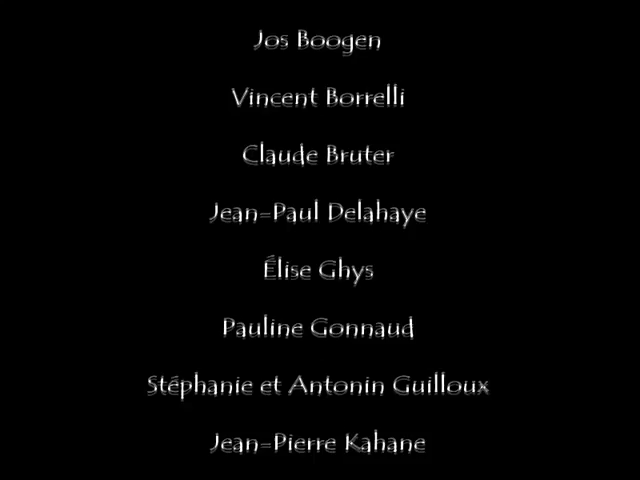 Jos Boogen
Vincent Borrelli
Claude Bruter
Jean-Paul Delahaye
Élise Ghys
Pauline Gonnaud
Stéphanie et Antonin Guilloux
Jean-Pierre Kahane